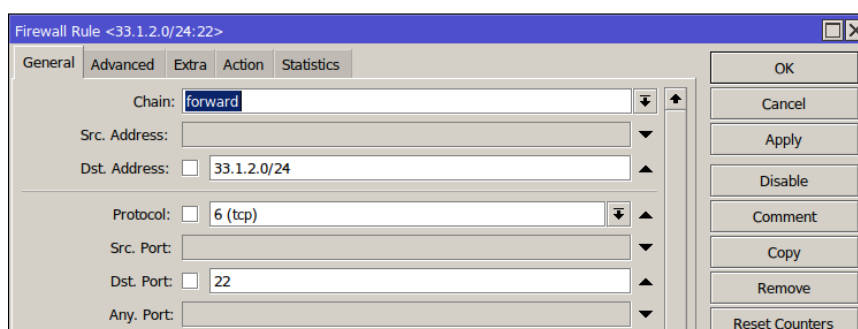 Firewall Rule <33.1.2.0/24:22>
General Advanced Extra Action Statistics
Chain: forward
Src. Address:
Dst. Address: 33.1.2.0/24
Protocol: 6 (tcp)
Src. Port:
Dst. Port: 22
Any. Port:
OK
Cancel
Apply
Disable
Comment
Copy
Remove
Reset Counters